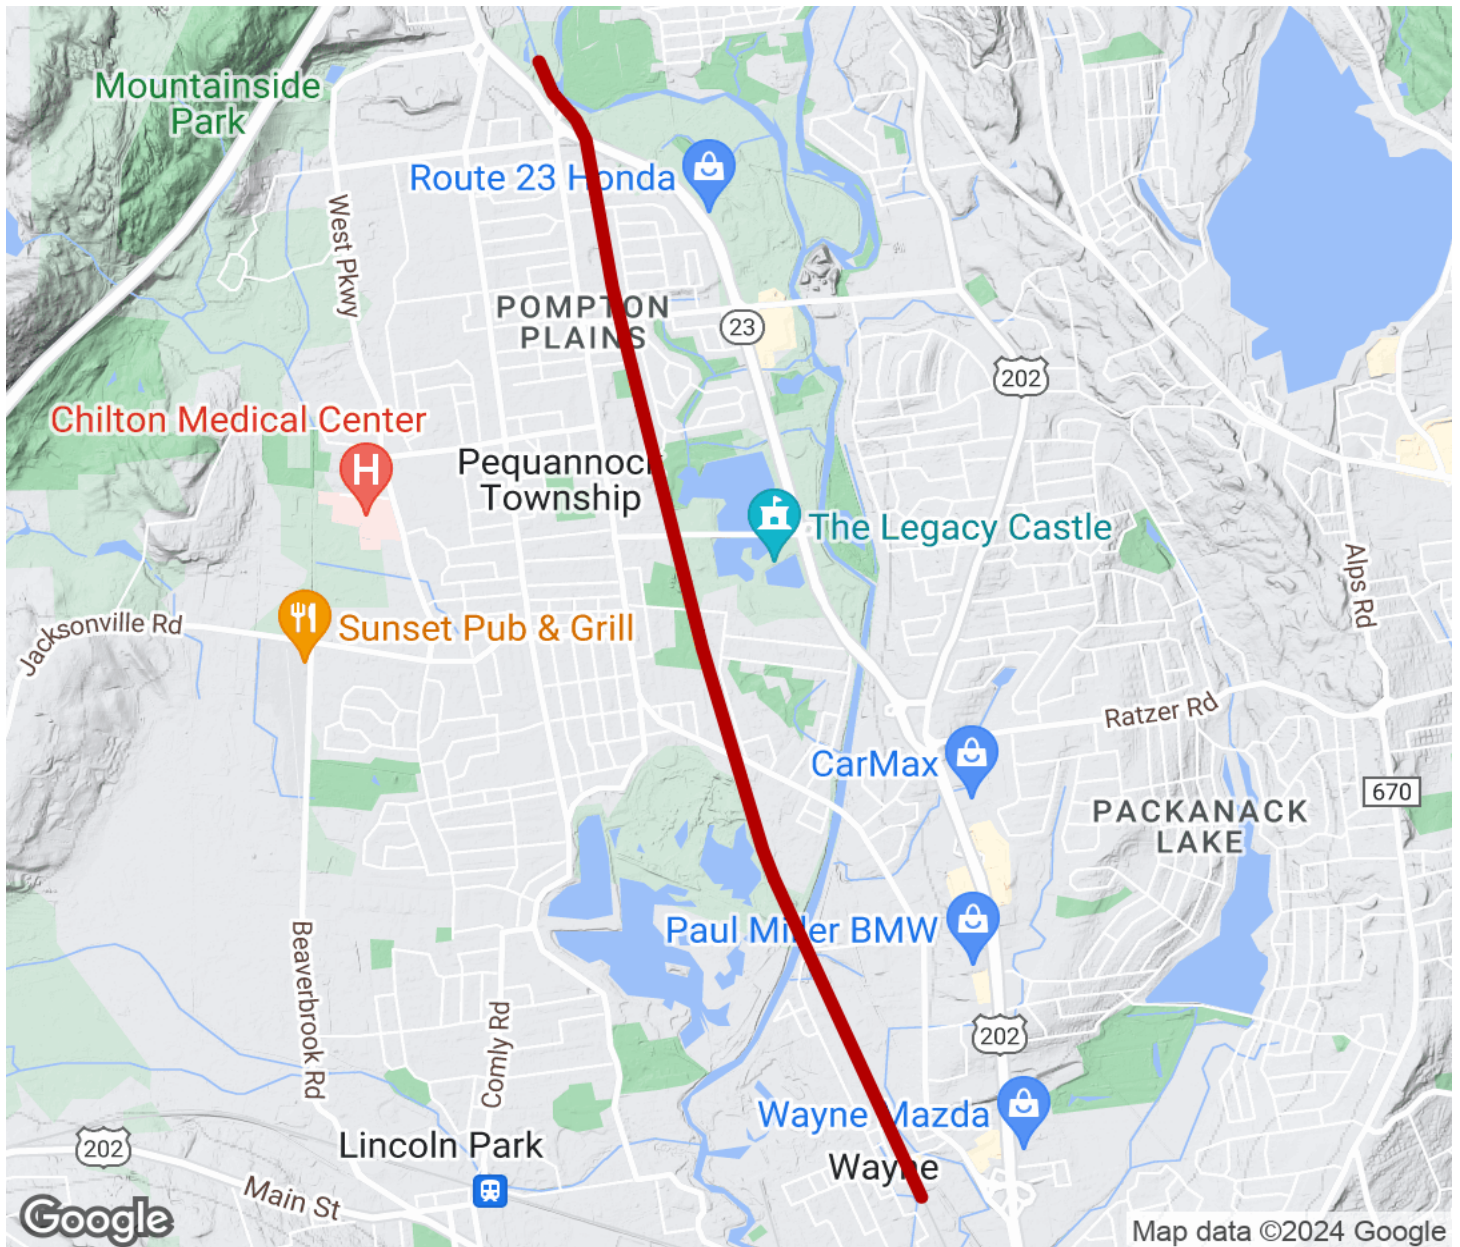 Mountainside
Park
Route 23 Honda
West Pkwy
POMPTON
PLAINS
23
202
Chilton Medical Center
H
Pequannock
Township
The Legacy Castle
Alps Rd
Jacksonville Rd
Sunset Pub & Grill
Ratzer Rd
CarMax
670
PACKANACK
LAKE
Paul Miller BMW
Beaverbrook Rd
Comly Rd
202
Wayne Mazda
202
Lincoln Park
Wayne
Main St
Google
Map data ©2024 Google